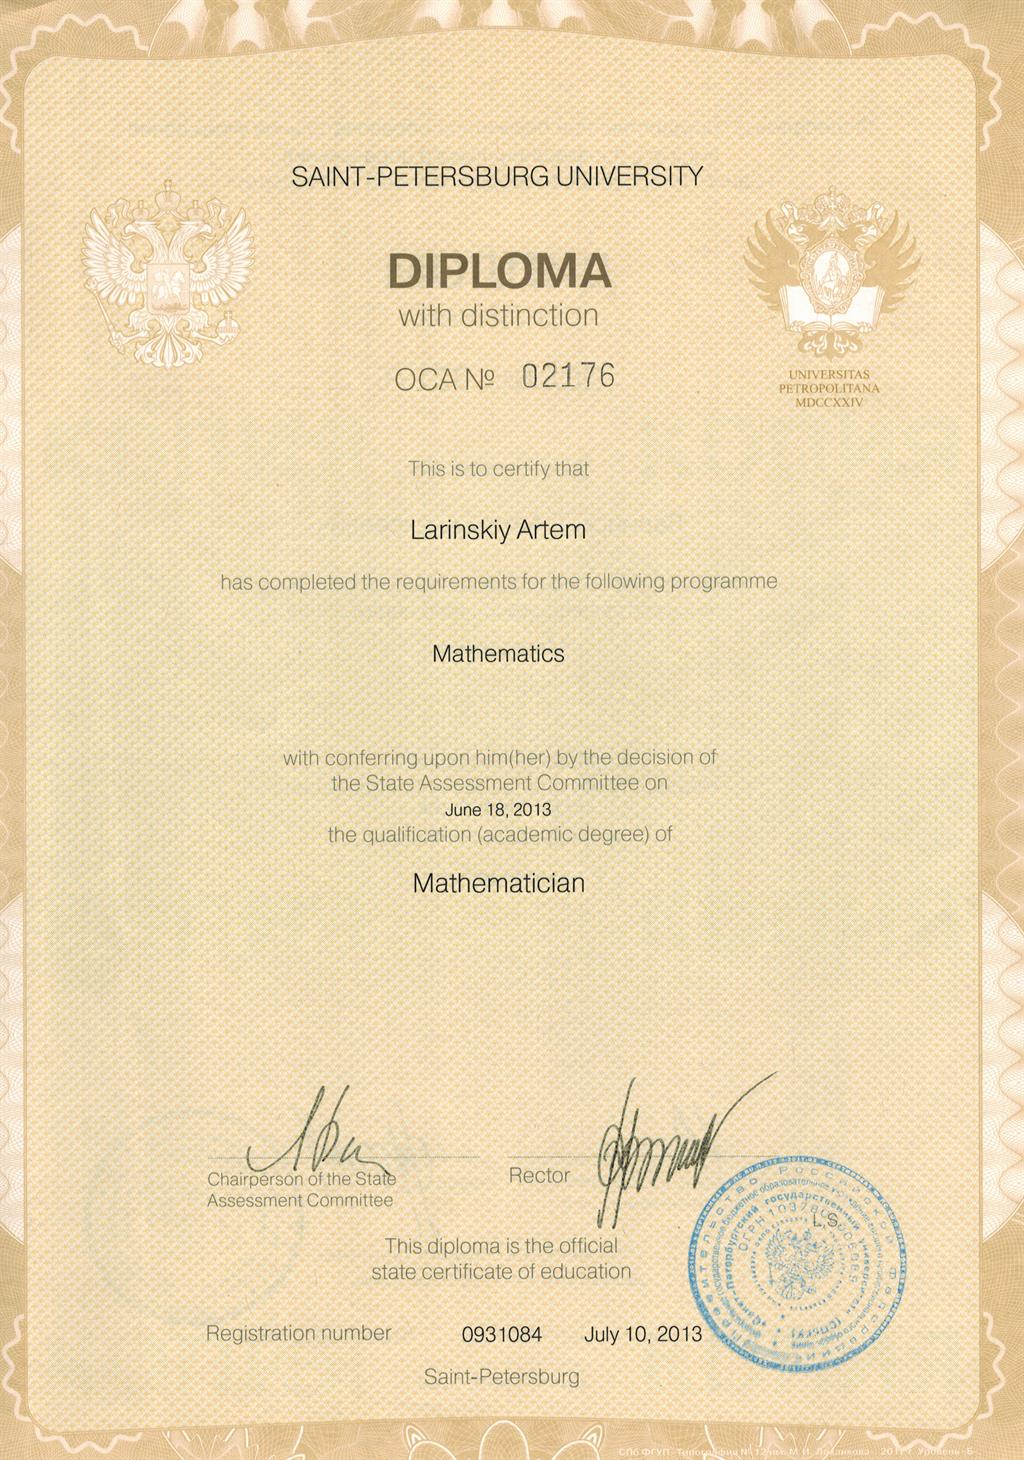 SAINT-PETERSBURG UNIVERSITY
DIPLOMA
with distinction
ОСА № 02176
UNIVERSITAS
PETROPOLITANA
MDCCXXIV
This is to certify that
Larinskiy Artem
has completed the requirements for the following programme
Mathematics
with conferring upon him(her) by the decision of
the State Assessment Committee on
June 18, 2013
the qualification (academic degree) of
Mathematician
Chairperson of the State
Assessment Committee
Rector
L.S.
This diploma is the official
state certificate of education
Registration number 0931084 July 10, 2013
Saint-Petersburg